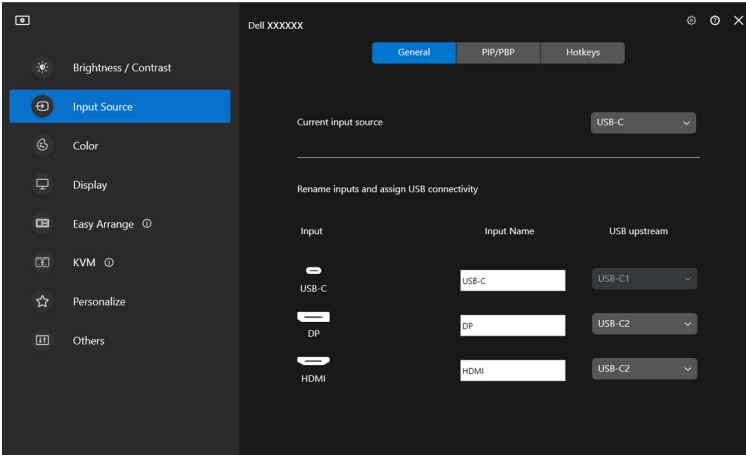 Dell XXXXXX
General PIP/PBP Hotkeys
Brightness / Contrast
Input Source
Color
Display
Easy Arrange
KVM
Personalize
Others
Current input source USB-C
Rename inputs and assign USB connectivity
Input Input Name USB upstream
USB-C USB-C USB-C1
DP DP USB-C2
HDMI HDMI USB-C2